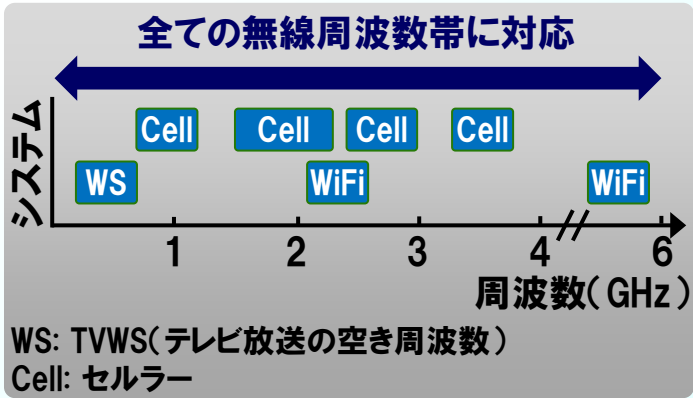 全ての無線周波数帯に対応
システム
Cell Cell Cell Cell
WS WiFi WiFi
1 2 3 4 6
周波数(GHz)
WS: TVWS(テレビ放送の空き周波数)
Cell: セルラー